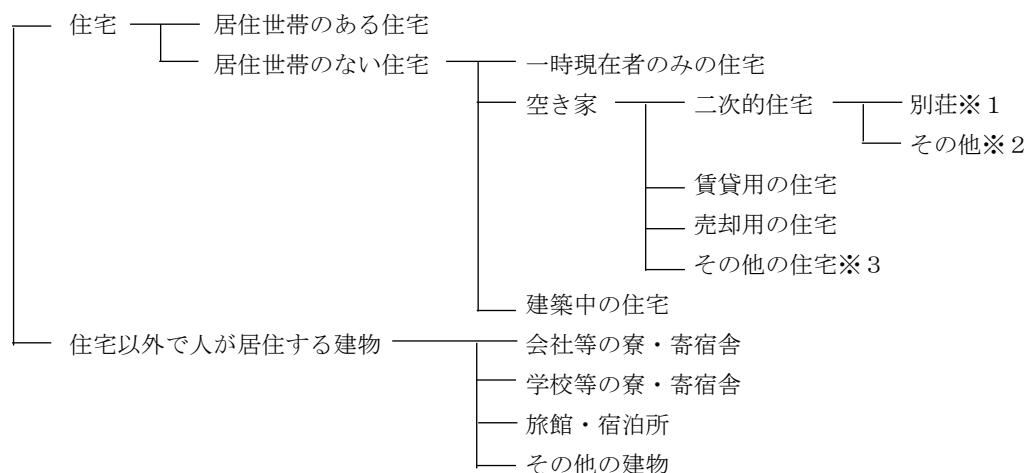 住宅 居住世帯のある住宅
居住世帯のない住宅 一時現在者のみの住宅
空き家 二次的住宅 別荘※1
その他※2
賃貸用の住宅
売却用の住宅
その他の住宅※3
建築中の住宅
住宅以外で人が居住する建物 会社等の寮・寄宿舎
学校等の寮・寄宿舎
旅館・宿泊所
その他の建物